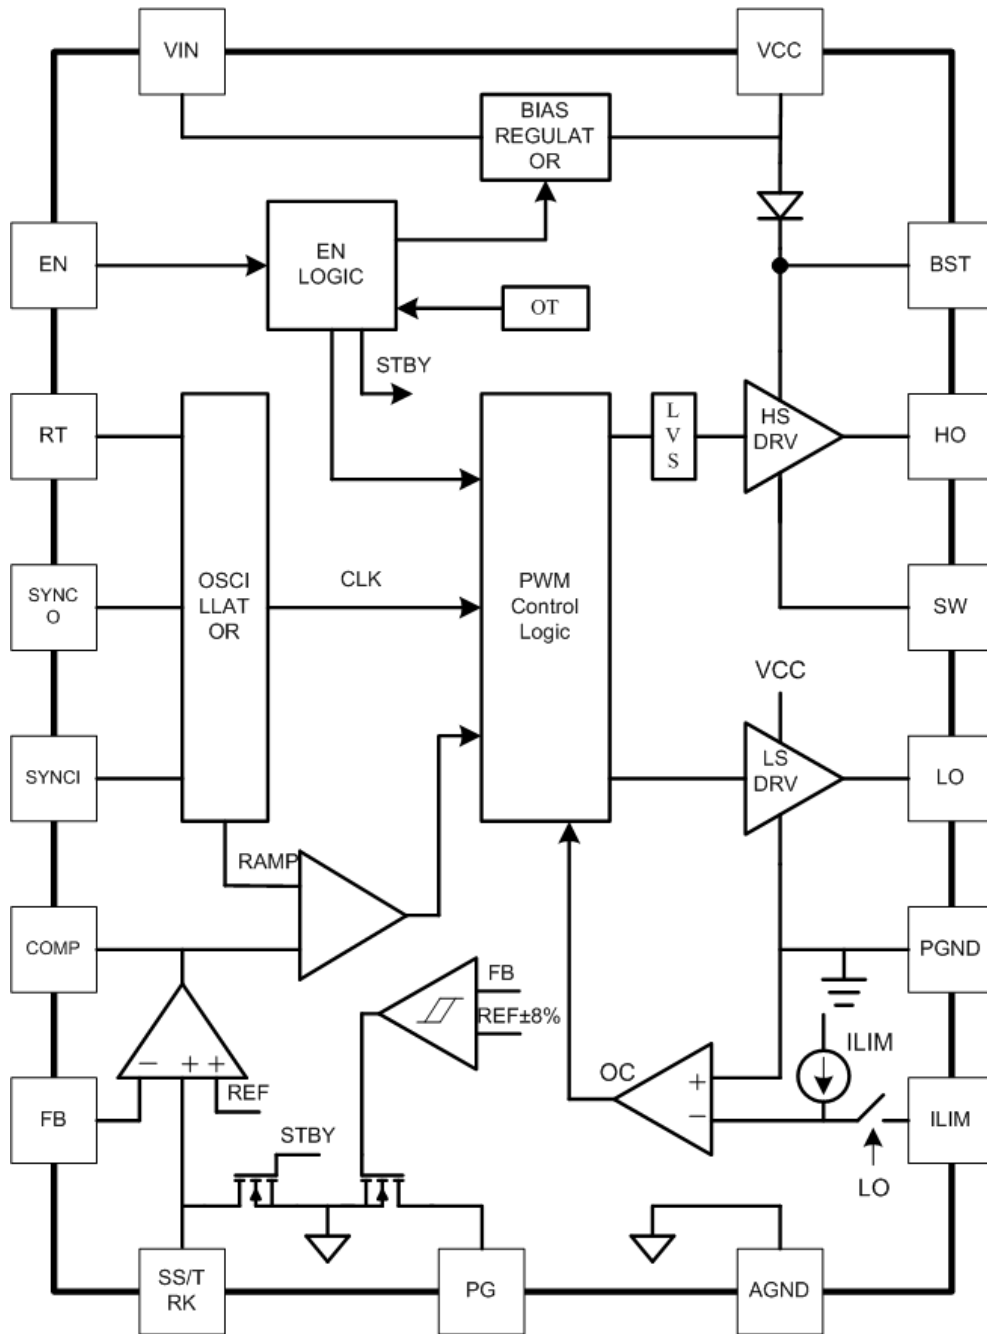 VIN
VCC
BIAS
REGULAT
OR
EN
EN
LOGIC
BST
OT
STBY
RT
L
V
S
HS
DRV
HO
SYNC
O
OSCI
LLAT
OR
CLK
PWM
Control
Logic
SW
VCC
SYNCI
LS
DRV
LO
RAMP
COMP
PGND
FB
REF±8%
ILIM
OC
+
−
− + +
REF
FB
ILIM
STBY
LO
SS/T
RK
PG
AGND